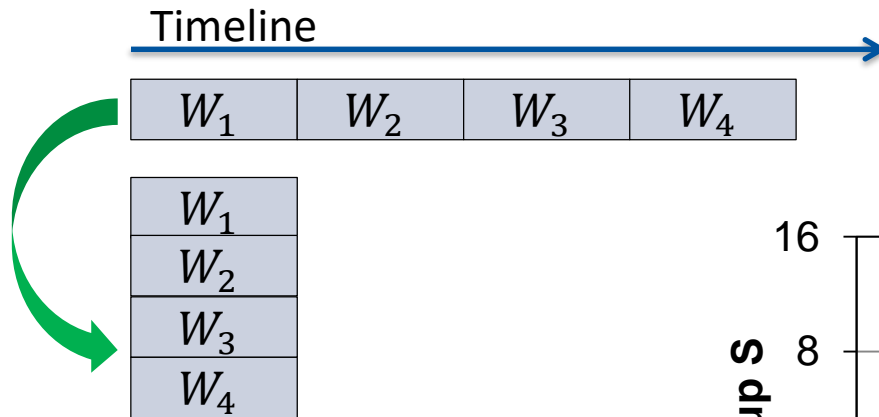 Timeline
W₁ W₂ W₃ W₄
W₁
W₂
W₃
W₄
16
8